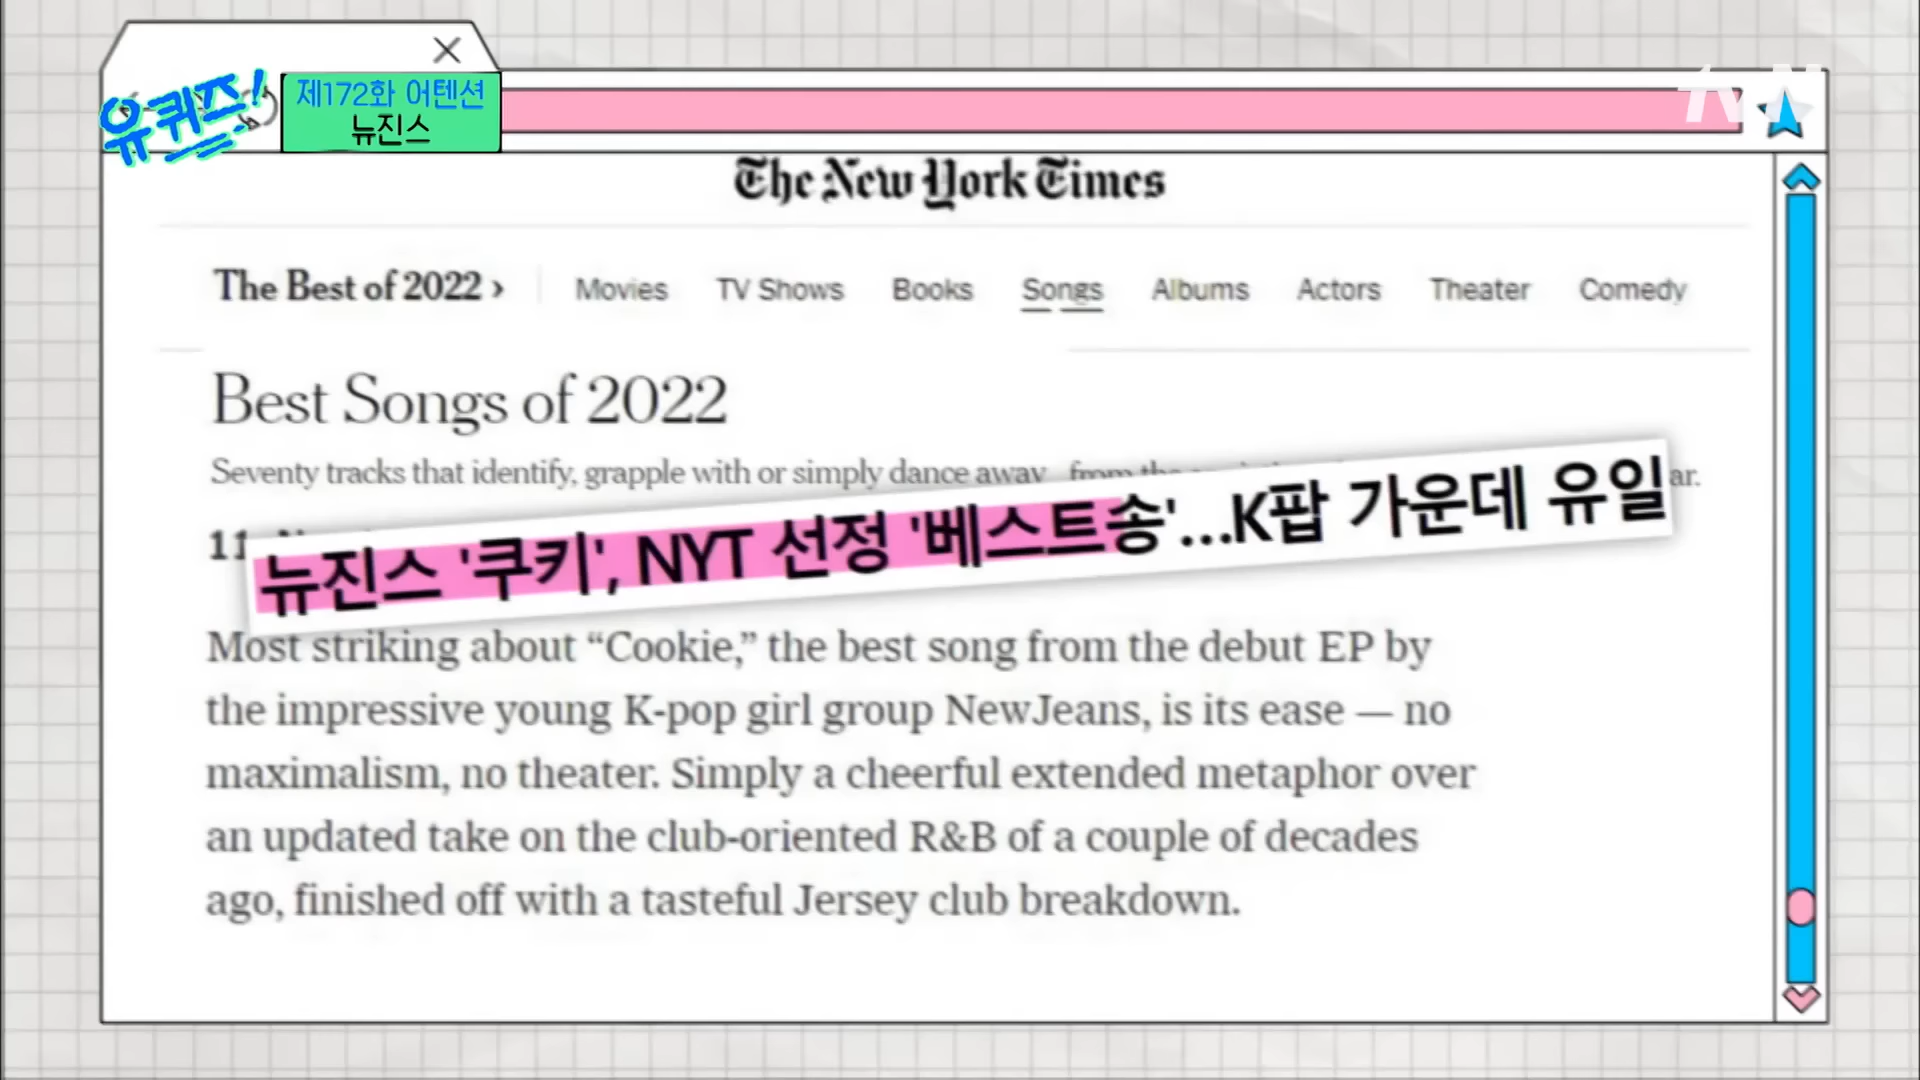 유퀴즈!
제172화 어텐션
뉴진스
tvN
The New York Times
The Best of 2022 ›
Movies
TV Shows
Books
Songs
Albums
Actors
Theater
Comedy
Best Songs of 2022
Seventy tracks that identify, grapple with or simply dance away from the ar.
11
뉴진스 '쿠키', NYT 선정 '베스트송'...K팝 가운데 유일
Most striking about “Cookie,” the best song from the debut EP by
the impressive young K-pop girl group NewJeans, is its ease — no
maximalism, no theater. Simply a cheerful extended metaphor over
an updated take on the club-oriented R&B of a couple of decades
ago, finished off with a tasteful Jersey club breakdown.